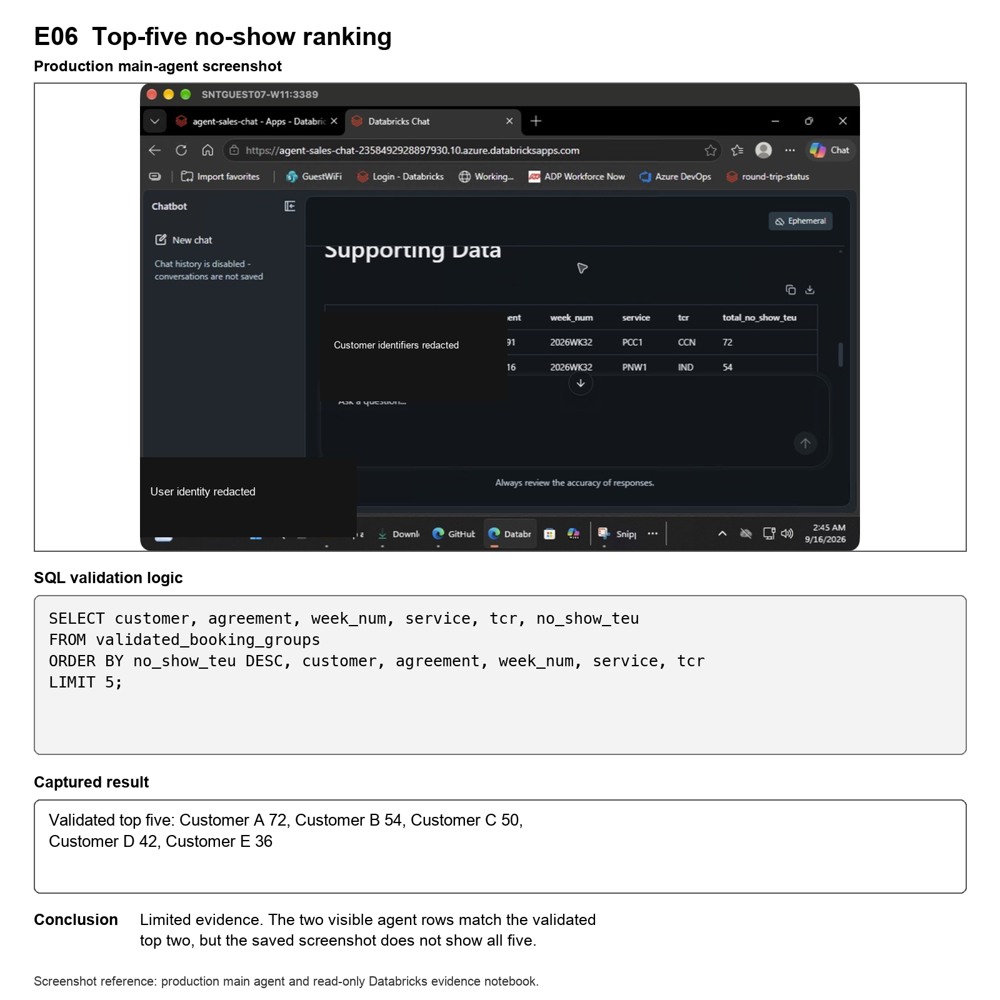 E06 Top-five no-show ranking
Production main-agent screenshot
SNTGUEST07-W11:3389
agent-sales-chat - Apps - Databric
Databricks Chat
https://agent-sales-chat-2358492928897930.10.azure.databricksapps.com
Chat
Import favorites
GuestWiFi
Login - Databricks
Working...
ADP Workforce Now
Azure DevOps
round-trip-status
Chatbot
Ephemeral
New chat
Chat history is disabled -
conversations are not saved
Supporting Data
ent week_num service tcr total_no_show_teu
91 2026WK32 PCC1 CCN 72
Customer identifiers redacted
16 2026WK32 PNW1 IND 54
Ask a question...
Always review the accuracy of responses.
User identity redacted
Downl
GitHub
Databr
Snip
2:45 AM
9/16/2026
SQL validation logic
SELECT customer, agreement, week_num, service, tcr, no_show_teu
FROM validated_booking_groups
ORDER BY no_show_teu DESC, customer, agreement, week_num, service, tcr
LIMIT 5;
Captured result
Validated top five: Customer A 72, Customer B 54, Customer C 50,
Customer D 42, Customer E 36
Conclusion Limited evidence. The two visible agent rows match the validated
top two, but the saved screenshot does not show all five.
Screenshot reference: production main agent and read-only Databricks evidence notebook.